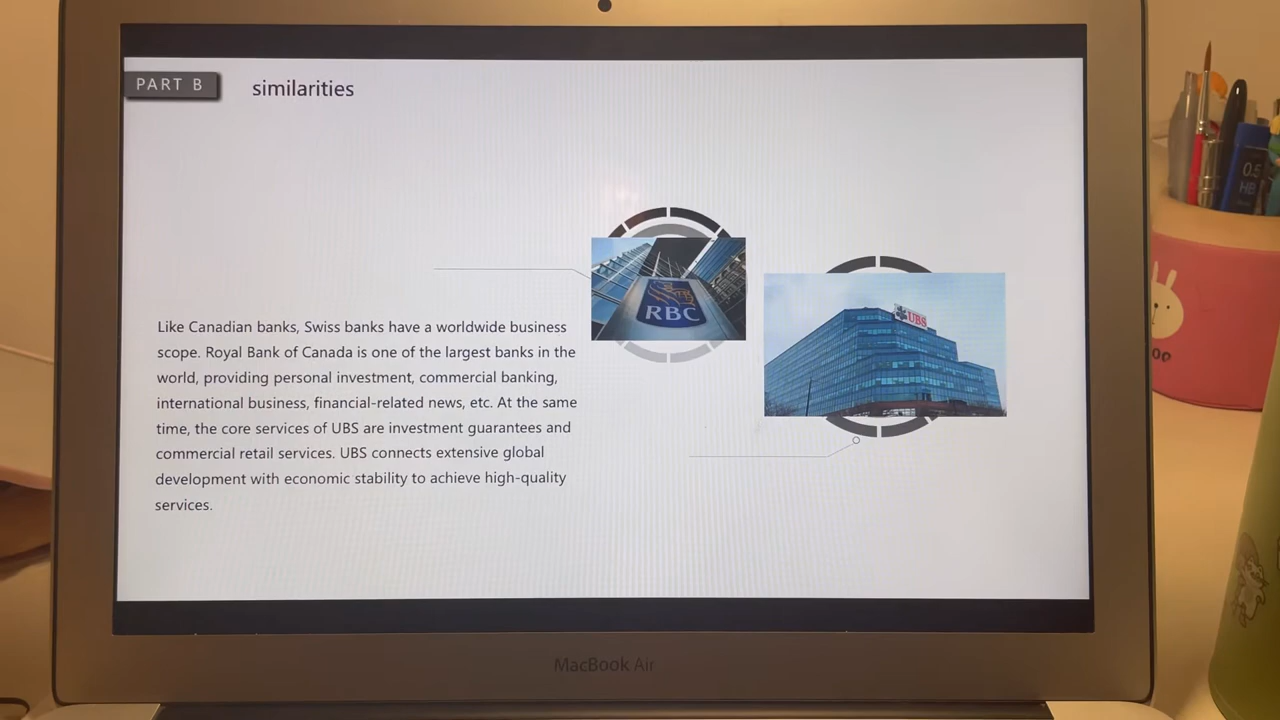 PART B
similarities
Like Canadian banks, Swiss banks have a worldwide business
scope. Royal Bank of Canada is one of the largest banks in the
world, providing personal investment, commercial banking,
international business, financial-related news, etc. At the same
time, the core services of UBS are investment guarantees and
commercial retail services. UBS connects extensive global
development with economic stability to achieve high-quality
services.
RBC
UBS
MacBook Air
0.5
HB